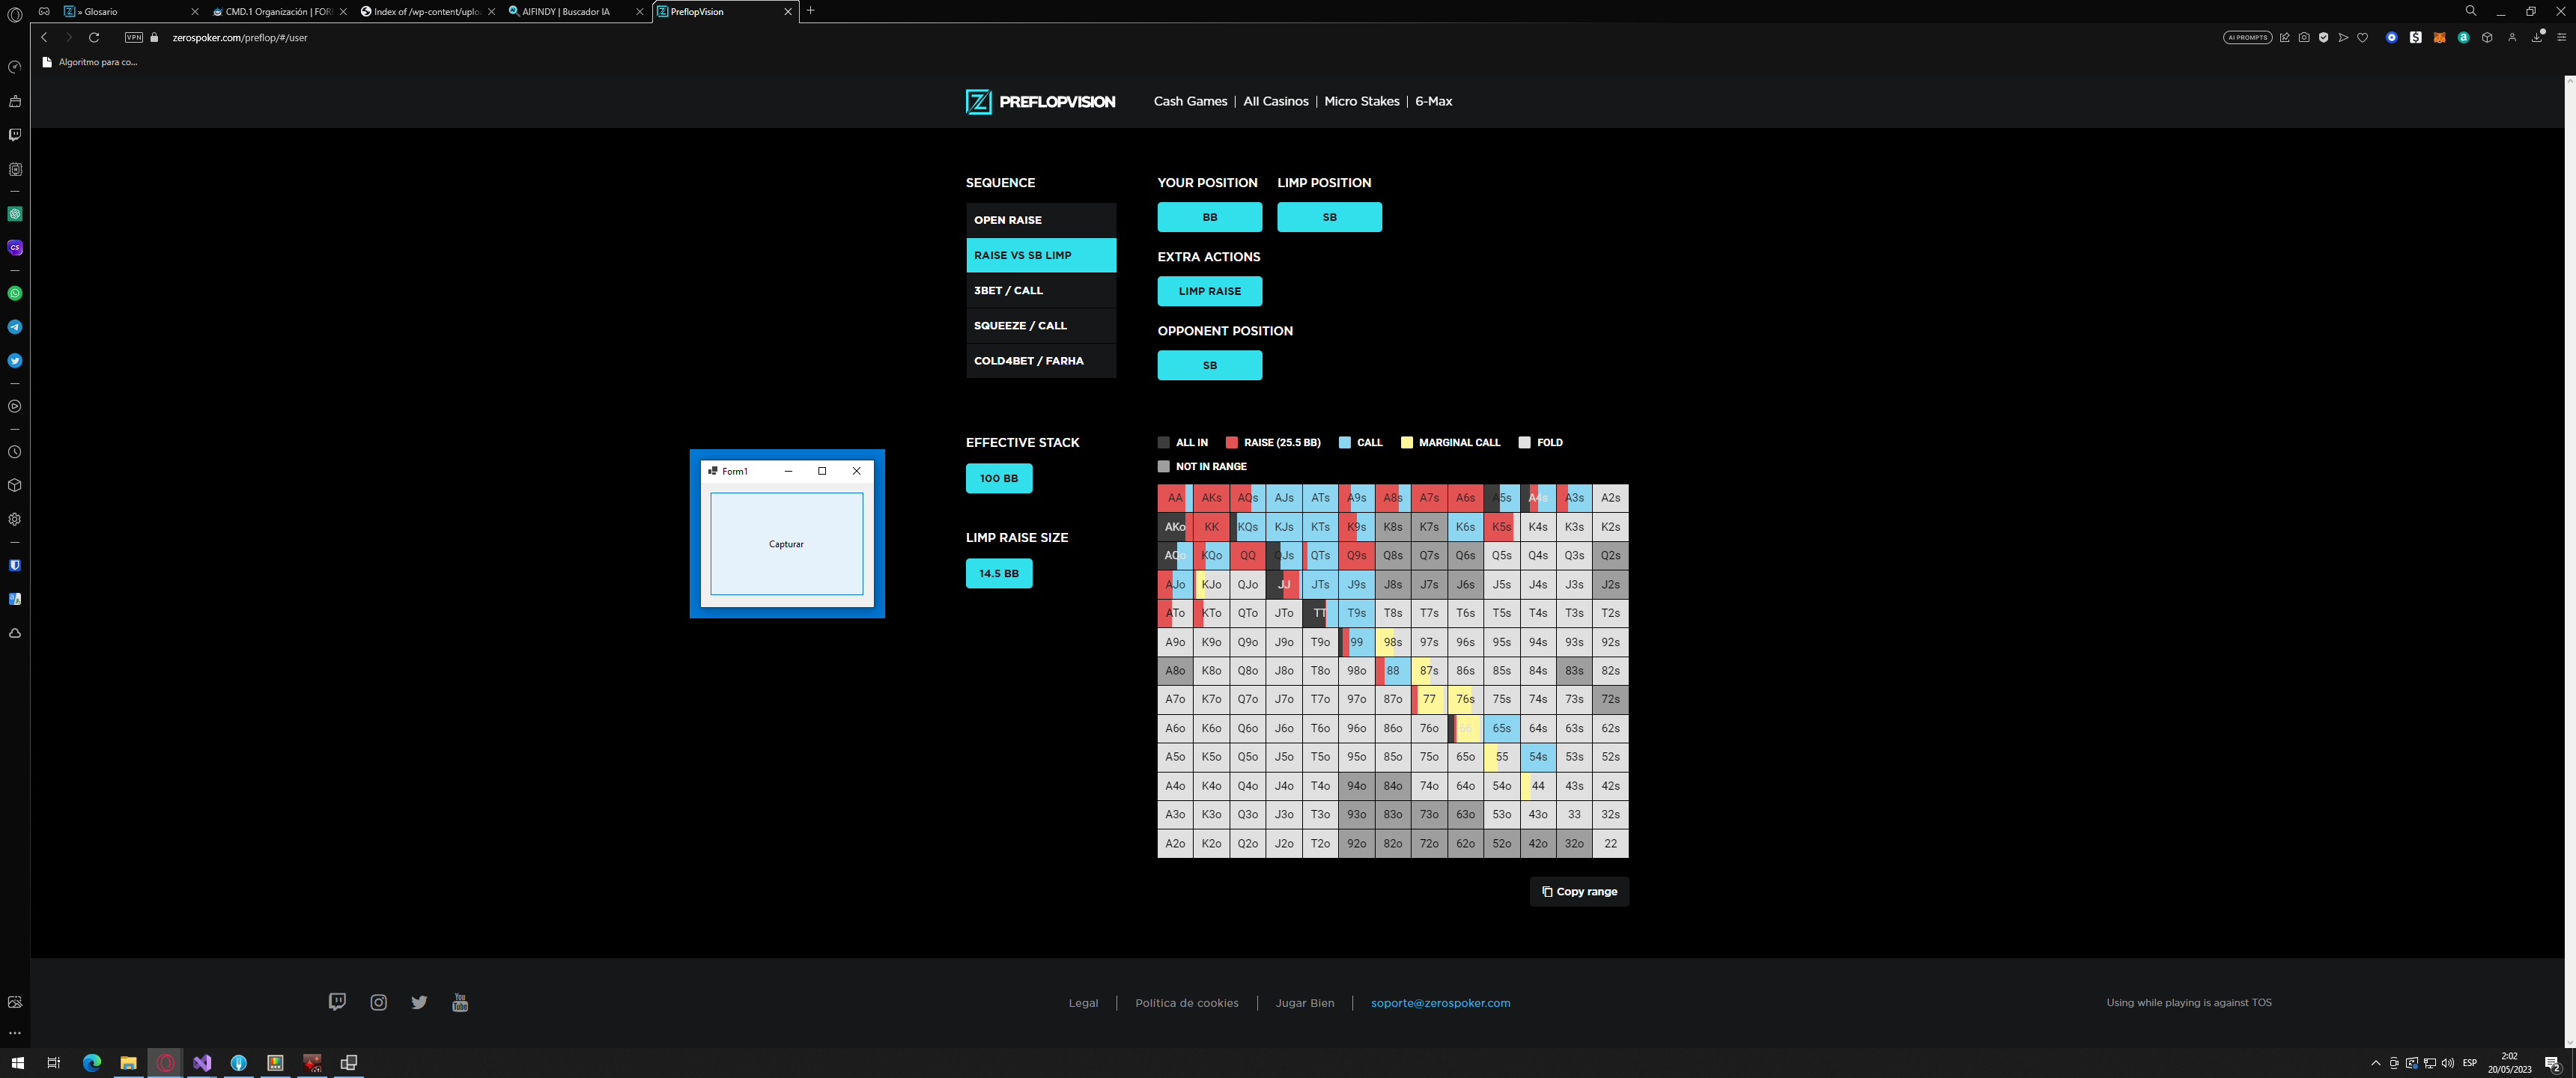 » Glosario
CMD.1 Organización | FOR
Index of /wp-content/uplo
AIFINDY | Buscador IA
PreflopVision
VPN
zerospoker.com/preflop/#/user
AI PROMPTS
Algoritmo para co...
PREFLOPVISION
Cash Games | All Casinos | Micro Stakes | 6-Max
SEQUENCE
OPEN RAISE
RAISE VS SB LIMP
3BET / CALL
SQUEEZE / CALL
COLD4BET / FARHA
YOUR POSITION LIMP POSITION
BB SB
EXTRA ACTIONS
LIMP RAISE
OPPONENT POSITION
SB
EFFECTIVE STACK
100 BB
LIMP RAISE SIZE
14.5 BB
Form1
Capturar
ALL IN RAISE (25.5 BB) CALL MARGINAL CALL FOLD
NOT IN RANGE
AA AKs AQs AJs ATs A9s A8s A7s A6s A5s A4s A3s A2s
AKo KK KQs KJs KTs K9s K8s K7s K6s K5s K4s K3s K2s
AQo KQo QQ QJs QTs Q9s Q8s Q7s Q6s Q5s Q4s Q3s Q2s
AJo KJo QJo JJ JTs J9s J8s J7s J6s J5s J4s J3s J2s
ATo KTo QTo JTo TT T9s T8s T7s T6s T5s T4s T3s T2s
A9o K9o Q9o J9o T9o 99 98s 97s 96s 95s 94s 93s 92s
A8o K8o Q8o J8o T8o 98o 88 87s 86s 85s 84s 83s 82s
A7o K7o Q7o J7o T7o 97o 87o 77 76s 75s 74s 73s 72s
A6o K6o Q6o J6o T6o 96o 86o 76o 66 65s 64s 63s 62s
A5o K5o Q5o J5o T5o 95o 85o 75o 65o 55 54s 53s 52s
A4o K4o Q4o J4o T4o 94o 84o 74o 64o 54o 44 43s 42s
A3o K3o Q3o J3o T3o 93o 83o 73o 63o 53o 43o 33 32s
A2o K2o Q2o J2o T2o 92o 82o 72o 62o 52o 42o 32o 22
Copy range
You Tube
Legal | Política de cookies | Jugar Bien | soporte@zerospoker.com
Using while playing is against TOS
ESP
2:02
20/05/2023
2